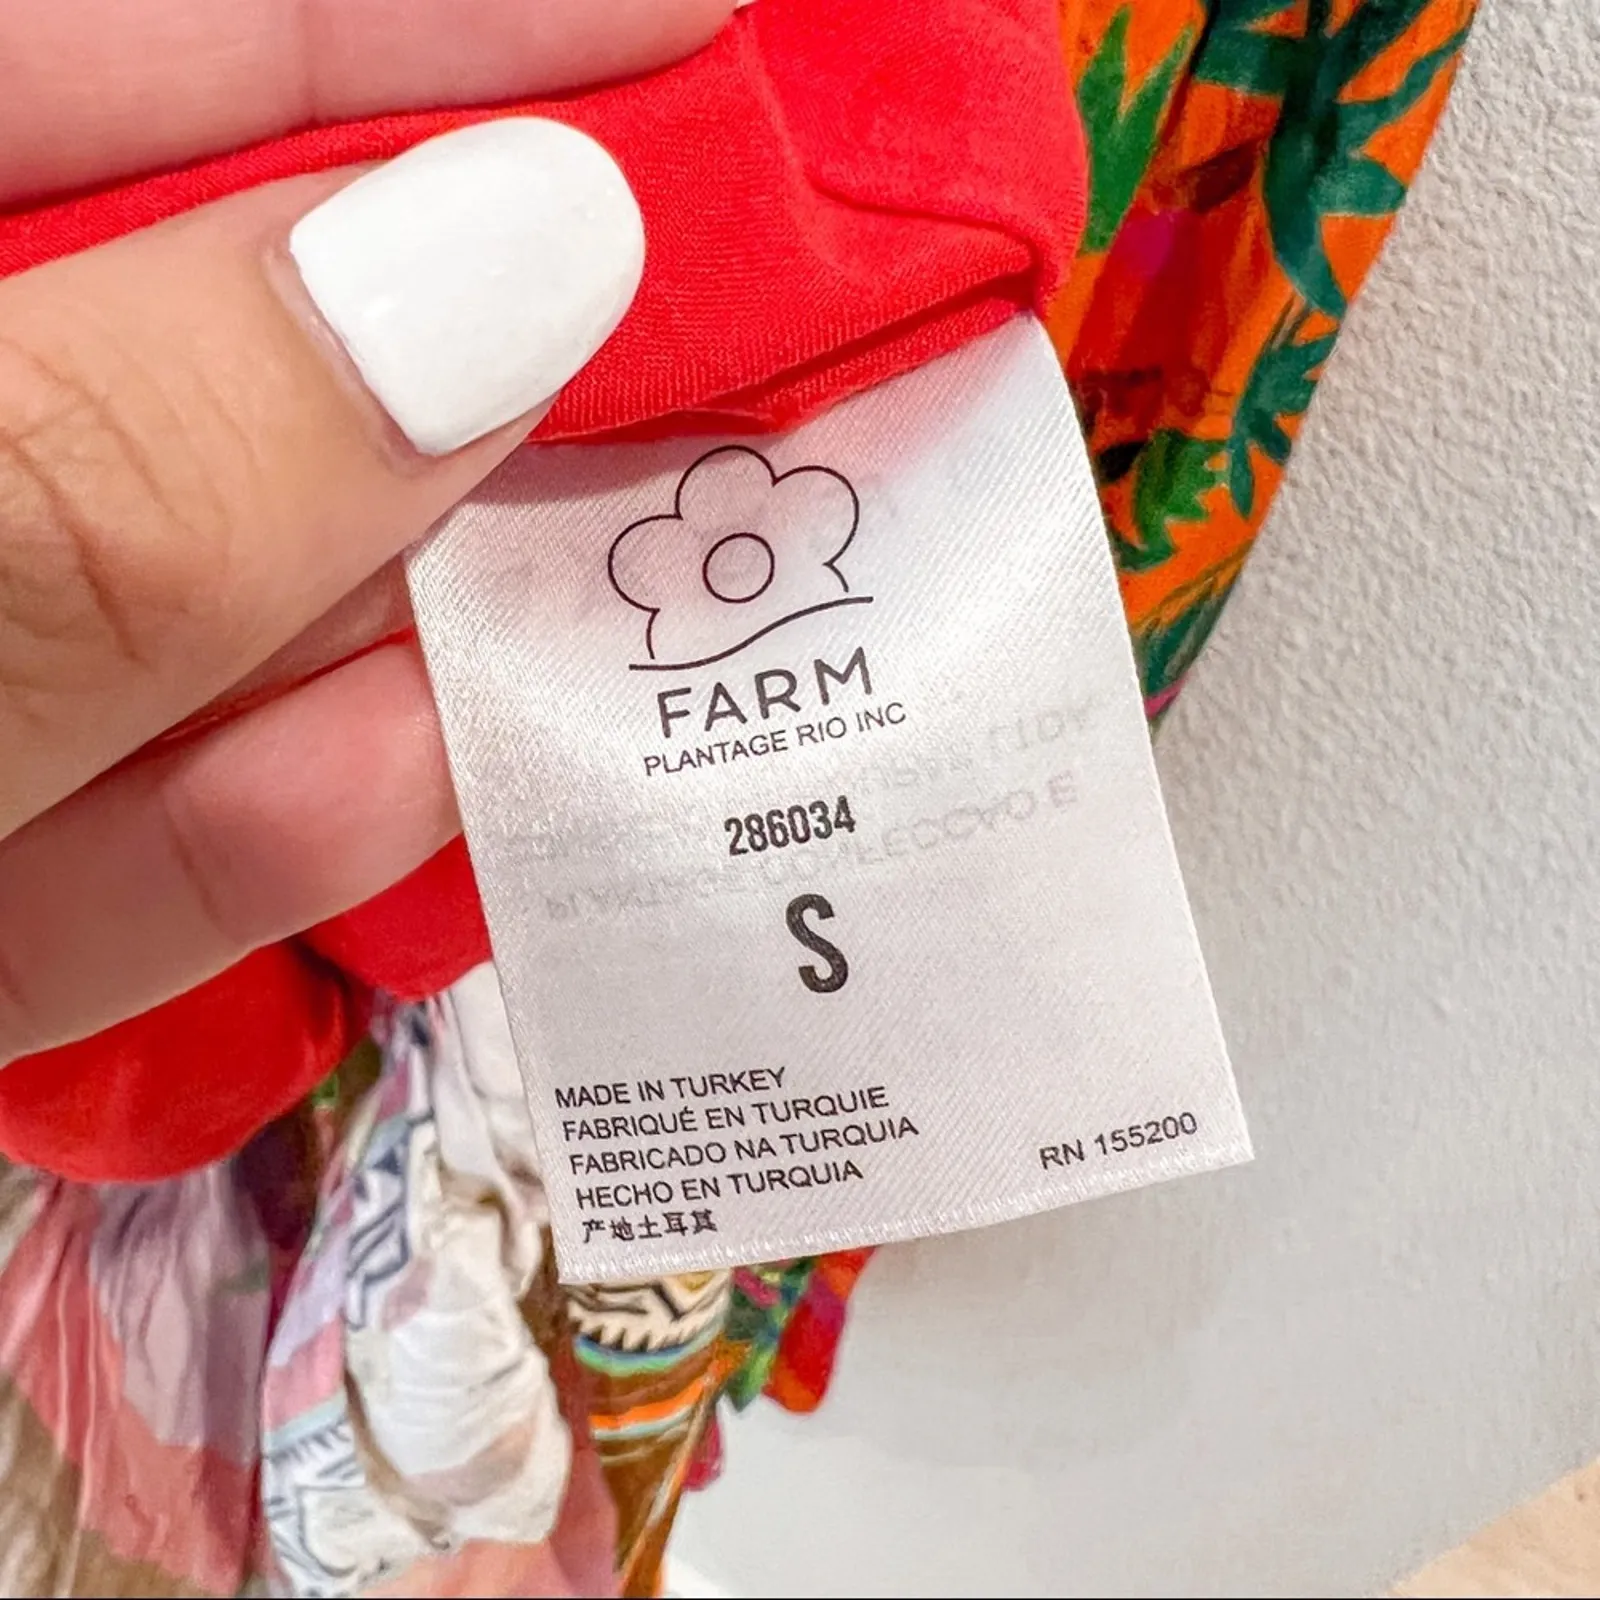 FARM
PLANTAGE RIO INC
286034
S
MADE IN TURKEY
FABRIQUÉ EN TURQUIE
FABRICADO NA TURQUIA
HECHO EN TURQUIA
产地土耳其
RN 155200